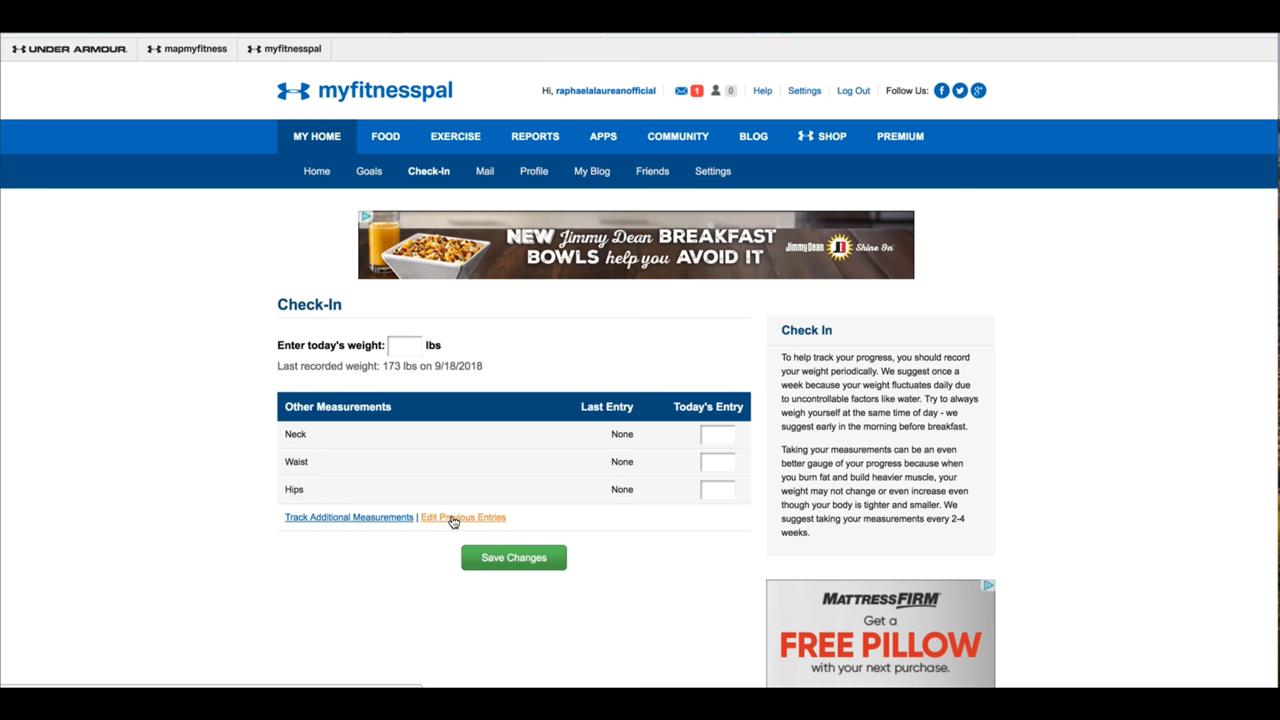 UNDER ARMOUR.
mapmyfitness
myfitnesspal
myfitnesspal
Hi, raphaelalaureanofficial
1
0
Help
Settings
Log Out
Follow Us:
MY HOME
FOOD
EXERCISE
REPORTS
APPS
COMMUNITY
BLOG
SHOP
PREMIUM
Home
Goals
Check-In
Mail
Profile
My Blog
Friends
Settings
NEW Jimmy Dean BREAKFAST
BOWLS help you AVOID IT
Jimmy Dean JD Shine On
Check-In
Enter today's weight: lbs
Last recorded weight: 173 lbs on 9/18/2018
Other Measurements Last Entry Today's Entry
Neck None
Waist None
Hips None
Track Additional Measurements | Edit Previous Entries
Save Changes
Check In
To help track your progress, you should record
your weight periodically. We suggest once a
week because your weight fluctuates daily due
to uncontrollable factors like water. Try to always
weigh yourself at the same time of day - we
suggest early in the morning before breakfast.
Taking your measurements can be an even
better gauge of your progress because when
you burn fat and build heavier muscle, your
weight may not change or even increase even
though your body is tighter and smaller. We
suggest taking your measurements every 2-4
weeks.
MATTRESSFIRM
Get a
FREE PILLOW
with your next purchase.